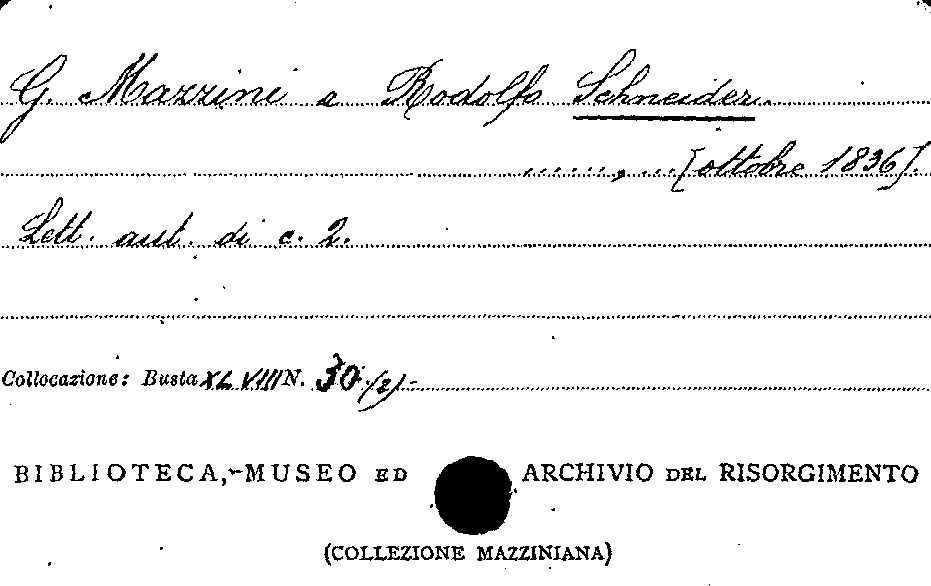 G. Mazzini a Rodolfo Schneider.
......, ... [ottobre 1836].
Lett. aut. di c. 2.
Collocazione: Busta XLVIII N. 30 (2)
BIBLIOTECA, MUSEO ED ARCHIVIO DEL RISORGIMENTO
(COLLEZIONE MAZZINIANA)